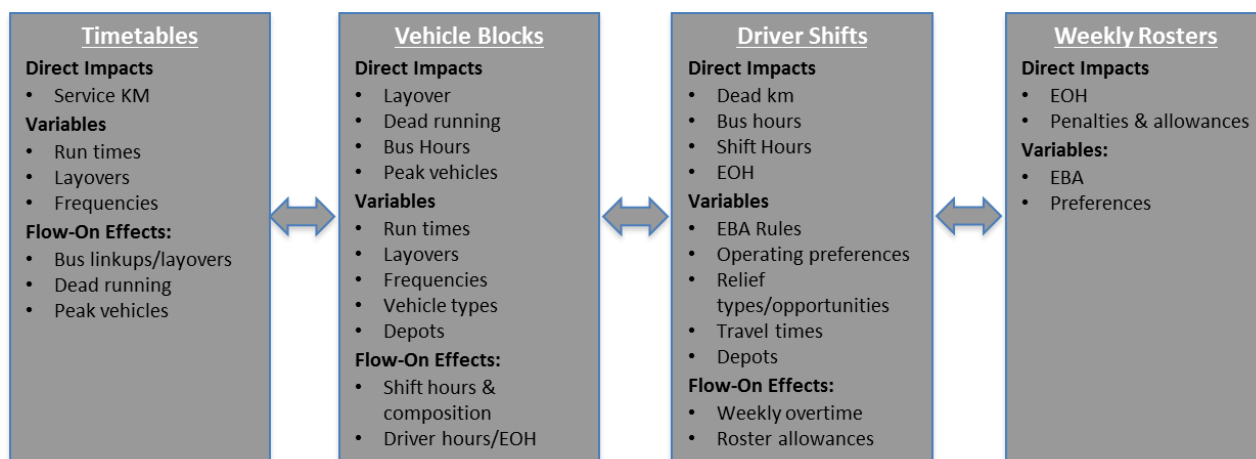 Timetables
Direct Impacts
• Service KM
Variables
• Run times
• Layovers
• Frequencies
Flow-On Effects:
• Bus linkups/layovers
• Dead running
• Peak vehicles
Vehicle Blocks
Direct Impacts
• Layover
• Dead running
• Bus Hours
• Peak vehicles
Variables
• Run times
• Layovers
• Frequencies
• Vehicle types
• Depots
Flow-On Effects:
• Shift hours &
composition
• Driver hours/EOH
Driver Shifts
Direct Impacts
• Dead km
• Bus hours
• Shift Hours
• EOH
Variables
• EBA Rules
• Operating preferences
• Relief
types/opportunities
• Travel times
• Depots
Flow-On Effects:
• Weekly overtime
• Roster allowances
Weekly Rosters
Direct Impacts
• EOH
• Penalties & allowances
Variables:
• EBA
• Preferences